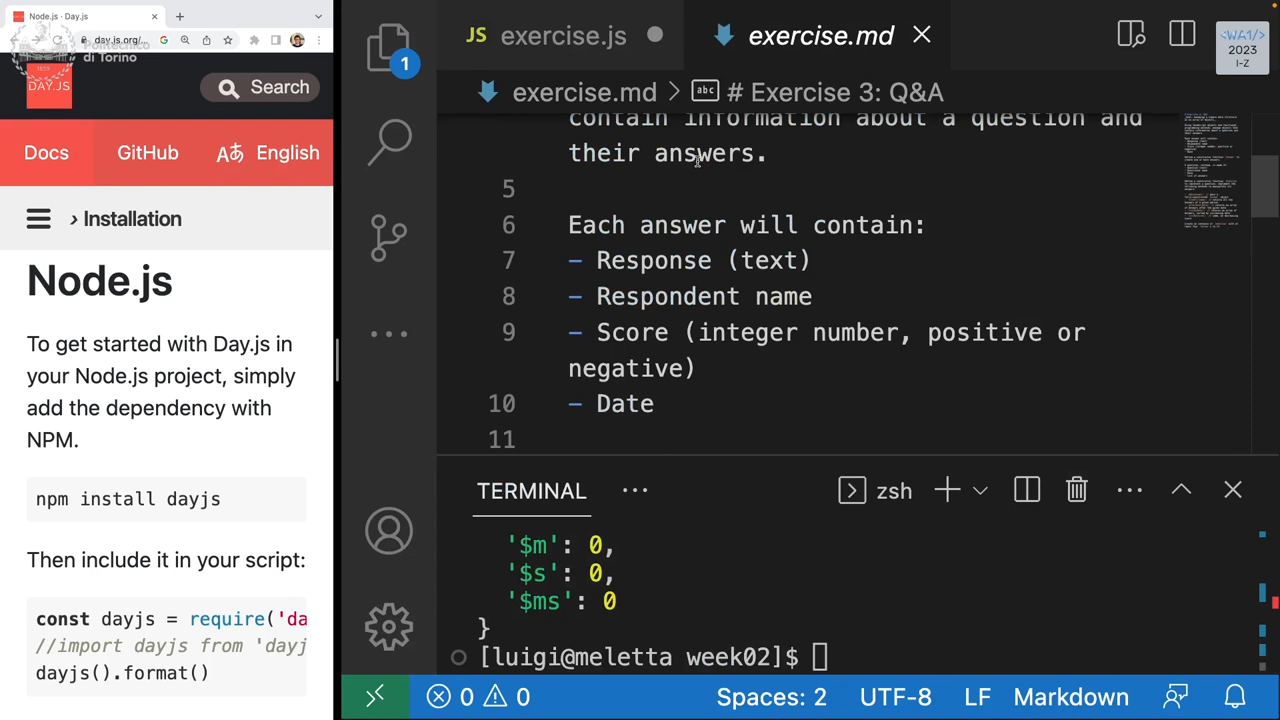 Node.js · Day.js
day.js.org/...
Politecnico
di Torino
DAY.JS
Search
Docs
GitHub
English
› Installation
Node.js
To get started with Day.js in
your Node.js project, simply
add the dependency with
NPM.
npm install dayjs
Then include it in your script:
const dayjs = require('da
//import dayjs from 'dayj
dayjs().format()
JS exercise.js
exercise.md
<WA1/>
2023
I-Z
1
exercise.md > abc # Exercise 3: Q&A
contain information about a question and
their answers.
5
6 Each answer will contain:
7 - Response (text)
8 - Respondent name
9 - Score (integer number, positive or
negative)
10 - Date
11
TERMINAL ...
zsh
'$m': 0,
'$s': 0,
'$ms': 0
}
[luigi@meletta week02]$
0 0
Spaces: 2 UTF-8 LF Markdown